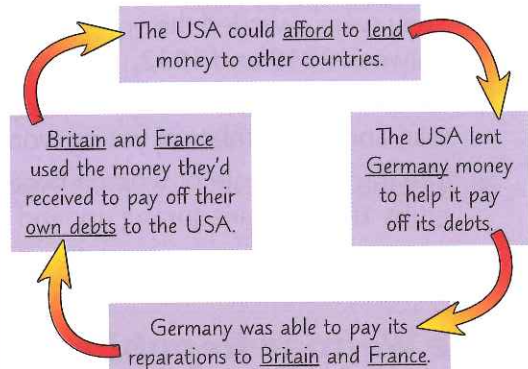 The USA could afford to lend
money to other countries.
The USA lent
Germany money
to help it pay
off its debts.
Germany was able to pay its
reparations to Britain and France.
Britain and France
used the money they'd
received to pay off their
own debts to the USA.